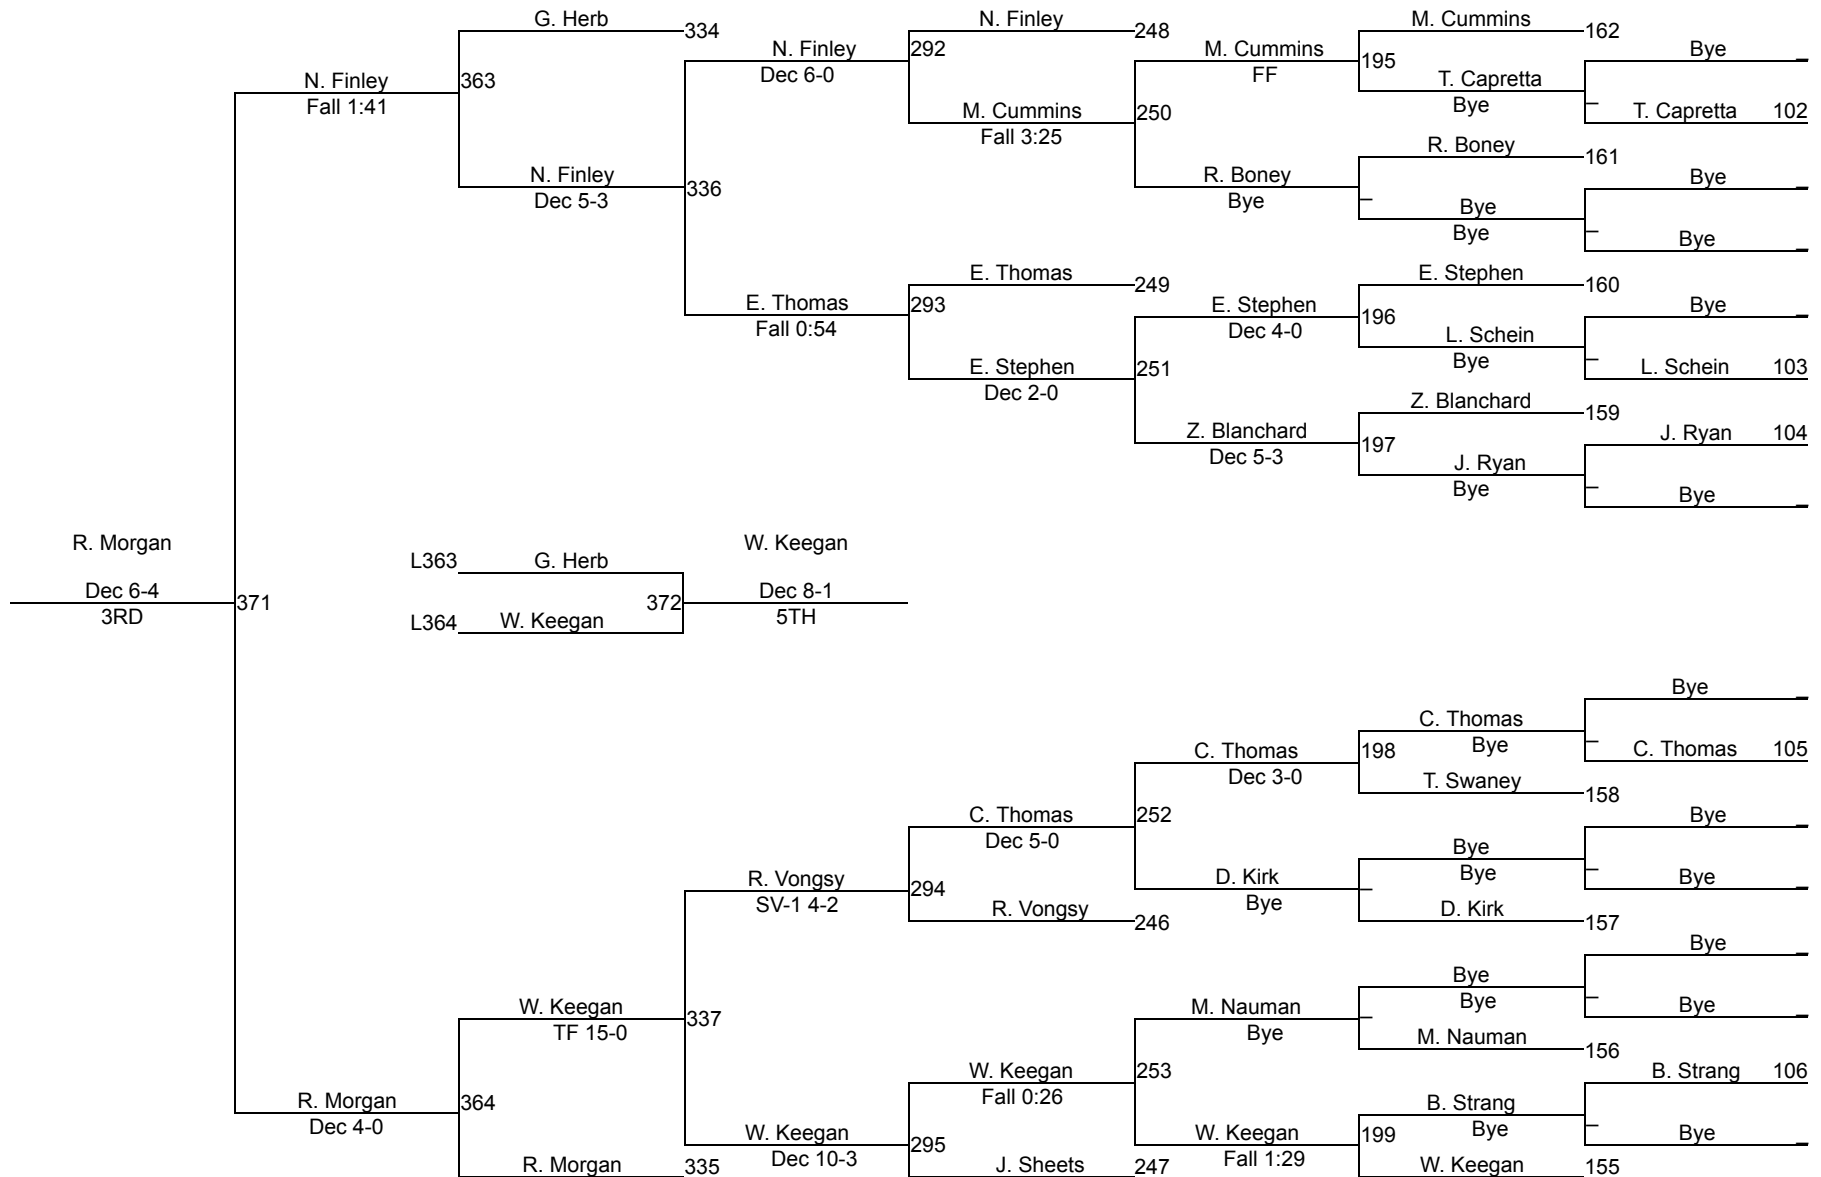 G. Herb
334
N. Finley
Fall 1:41
363
N. Finley
Dec 5-3
N. Finley
Dec 6-0
336
E. Thomas
Fall 0:54
N. Finley
248
292
M. Cummins
Fall 3:25
E. Thomas
249
293
E. Stephen
Dec 2-0
M. Cummins
FF
250
R. Boney
Bye
E. Stephen
Dec 4-0
251
Z. Blanchard
Dec 5-3
M. Cummins
162
195
T. Capretta
Bye
R. Boney
161
_
Bye
Bye
E. Stephen
160
196
L. Schein
Bye
Z. Blanchard
159
197
J. Ryan
Bye
Bye _
_
T. Capretta 102
Bye _
_
Bye _
Bye _
_
L. Schein 103
J. Ryan 104
_
Bye _
R. Morgan
Dec 6-4
3RD
371
L363 G. Herb
372
L364 W. Keegan
W. Keegan
Dec 8-1
5TH
R. Morgan
Dec 4-0
W. Keegan
TF 15-0
364
R. Morgan
335
R. Vongsy
SV-1 4-2
337
W. Keegan
Dec 10-3
C. Thomas
Dec 5-0
294
R. Vongsy
246
W. Keegan
Fall 0:26
295
J. Sheets
247
C. Thomas
Dec 3-0
252
D. Kirk
Bye
M. Nauman
Bye
253
W. Keegan
Fall 1:29
C. Thomas
Bye
198
T. Swaney
158
Bye
Bye
_
D. Kirk
157
Bye
Bye
_
M. Nauman
156
B. Strang
Bye
199
W. Keegan
155
Bye _
_
C. Thomas 105
Bye _
_
Bye _
Bye _
_
Bye _
B. Strang 106
_
Bye _